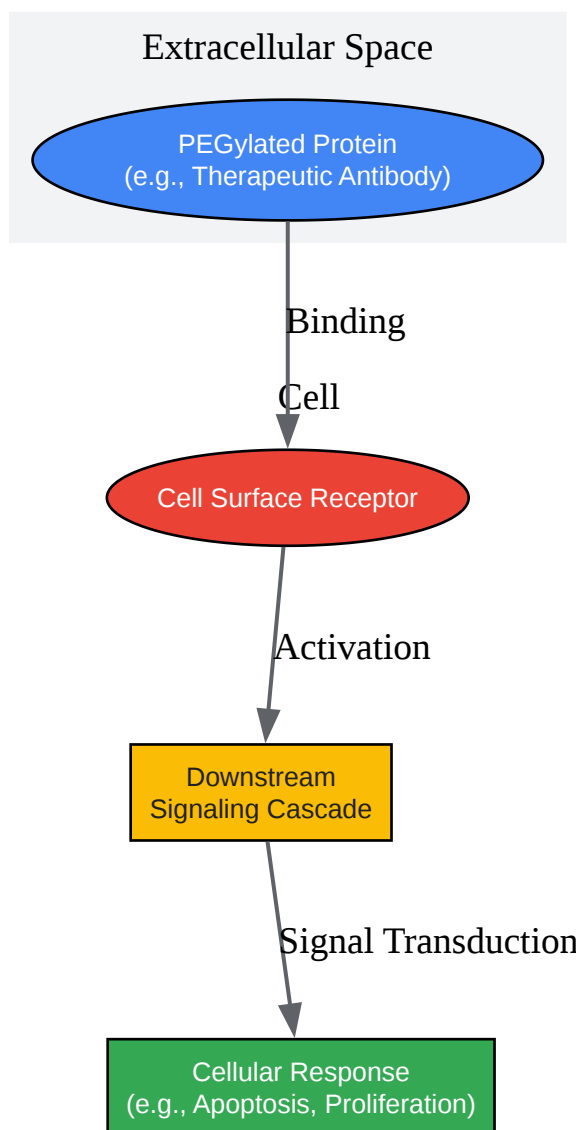 Extracellular Space
PEGylated Protein
(e.g., Therapeutic Antibody)
Binding
Cell
Cell Surface Receptor
Activation
Downstream
Signaling Cascade
Signal Transduction
Cellular Response
(e.g., Apoptosis, Proliferation)